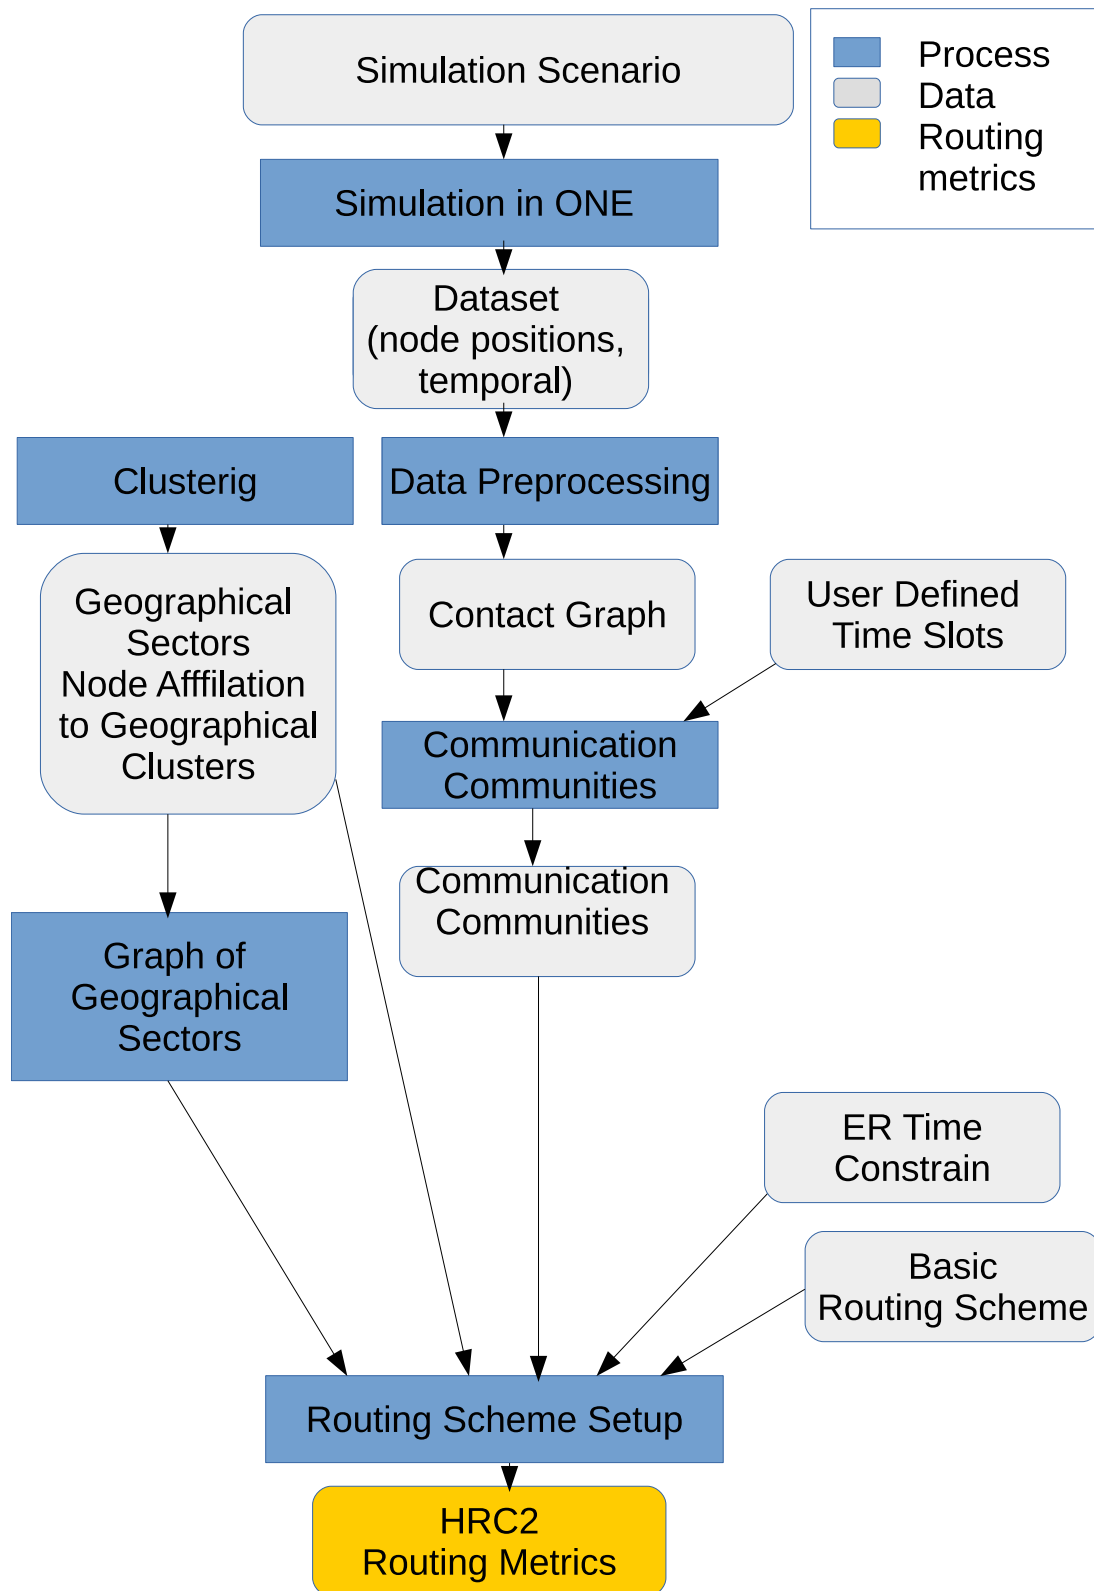 Simulation Scenario
Process
Data
Routing
metrics
Simulation in ONE
Dataset
(node positions,
temporal)
Clusterig
Data Preprocessing
Geographical
Sectors
Node Afffilation
to Geographical
Clusters
Contact Graph
User Defined
Time Slots
Communication
Communities
Communication
Communities
Graph of
Geographical
Sectors
ER Time
Constrain
Basic
Routing Scheme
Routing Scheme Setup
HRC2
Routing Metrics